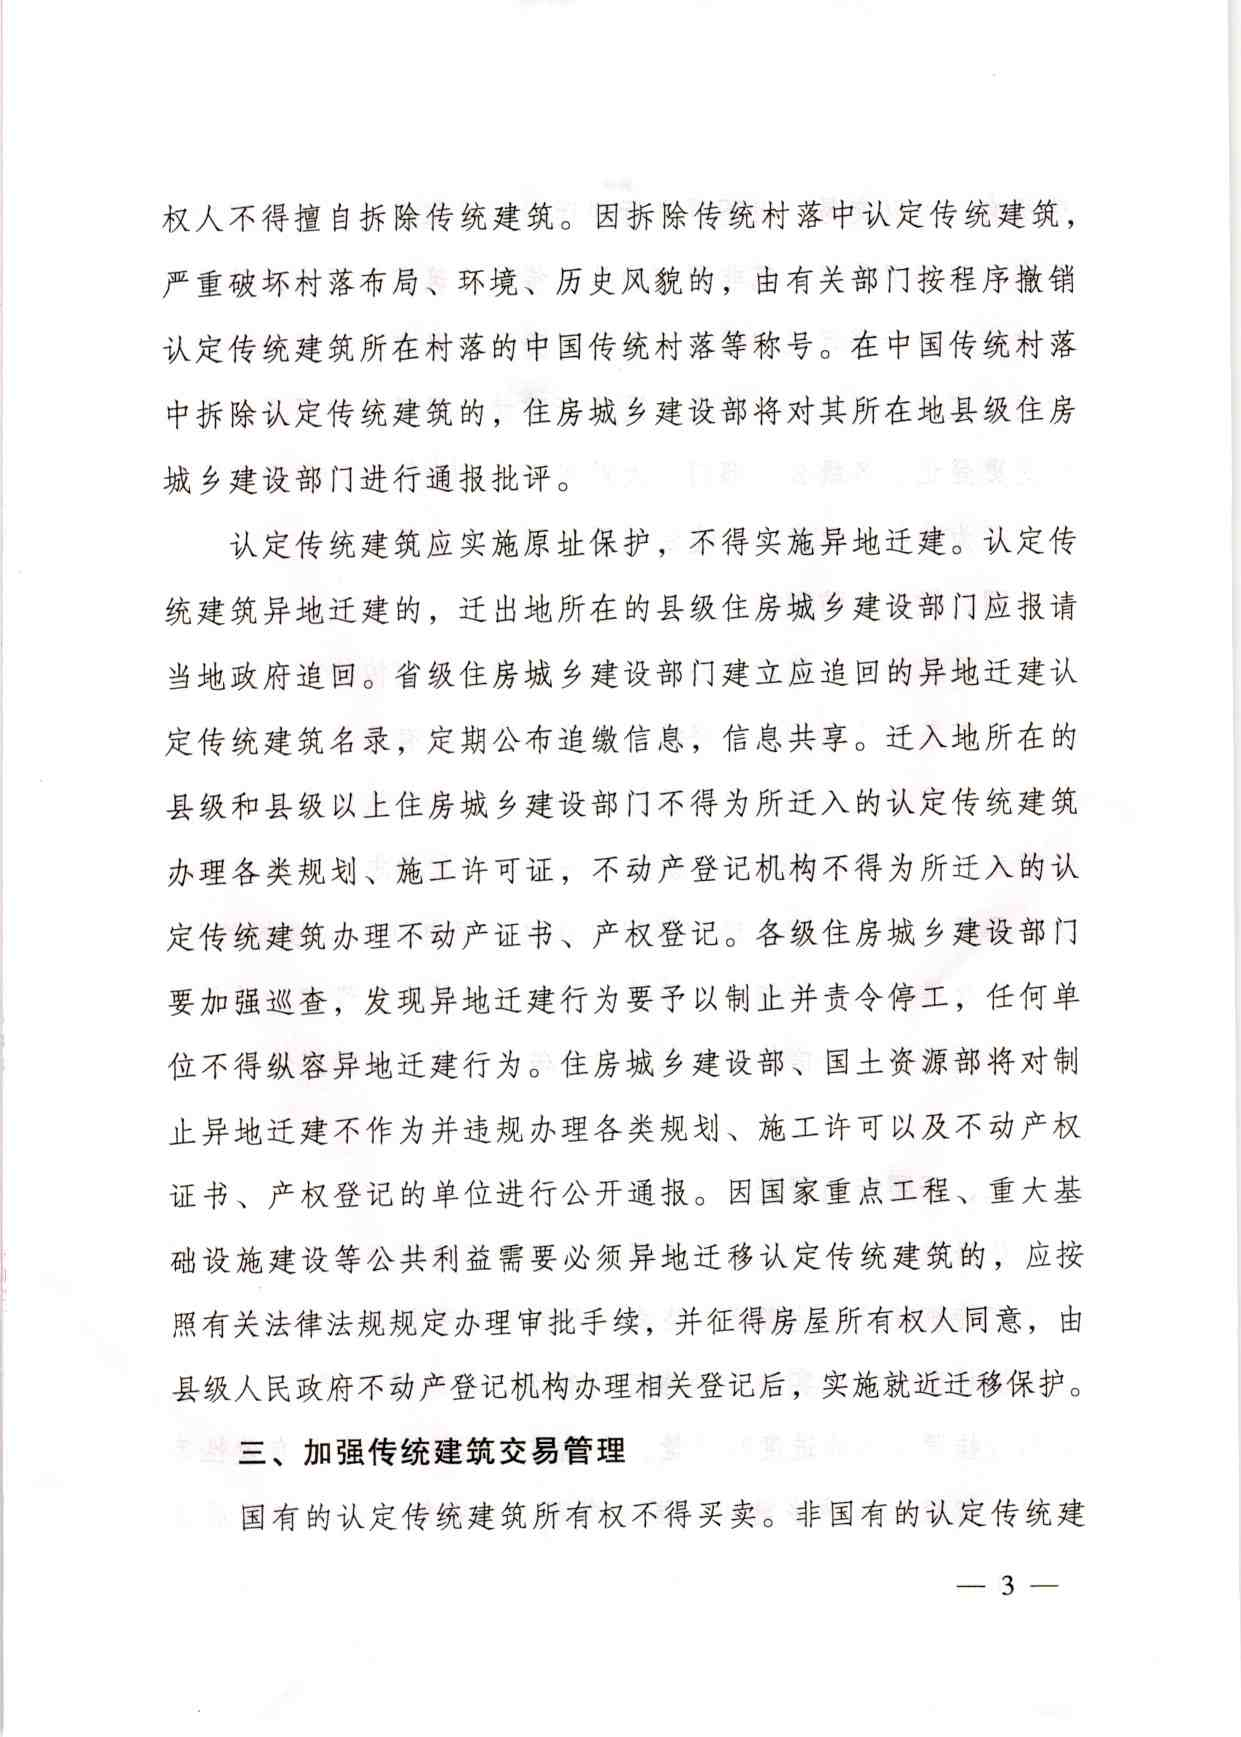 权人不得擅自拆除传统建筑。因拆除传统村落中认定传统建筑，
严重破坏村落布局、环境、历史风貌的，由有关部门按程序撤销
认定传统建筑所在村落的中国传统村落等称号。在中国传统村落
中拆除认定传统建筑的，住房城乡建设部将对其所在地县级住房
城乡建设部门进行通报批评。
认定传统建筑应实施原址保护，不得实施异地迁建。认定传
统建筑异地迁建的，迁出地所在的县级住房城乡建设部门应报请
当地政府追回。省级住房城乡建设部门建立应追回的异地迁建认
定传统建筑名录，定期公布追缴信息，信息共享。迁入地所在的
县级和县级以上住房城乡建设部门不得为所迁入的认定传统建筑
办理各类规划、施工许可证，不动产登记机构不得为所迁入的认
定传统建筑办理不动产证书、产权登记。各级住房城乡建设部门
要加强巡查，发现异地迁建行为要予以制止并责令停工，任何单
位不得纵容异地迁建行为。住房城乡建设部、国土资源部将对制
止异地迁建不作为并违规办理各类规划、施工许可以及不动产权
证书、产权登记的单位进行公开通报。因国家重点工程、重大基
础设施建设等公共利益需要必须异地迁移认定传统建筑的，应按
照有关法律法规规定办理审批手续，并征得房屋所有权人同意，由
县级人民政府不动产登记机构办理相关登记后，实施就近迁移保护。
三、加强传统建筑交易管理
国有的认定传统建筑所有权不得买卖。非国有的认定传统建
— 3 —